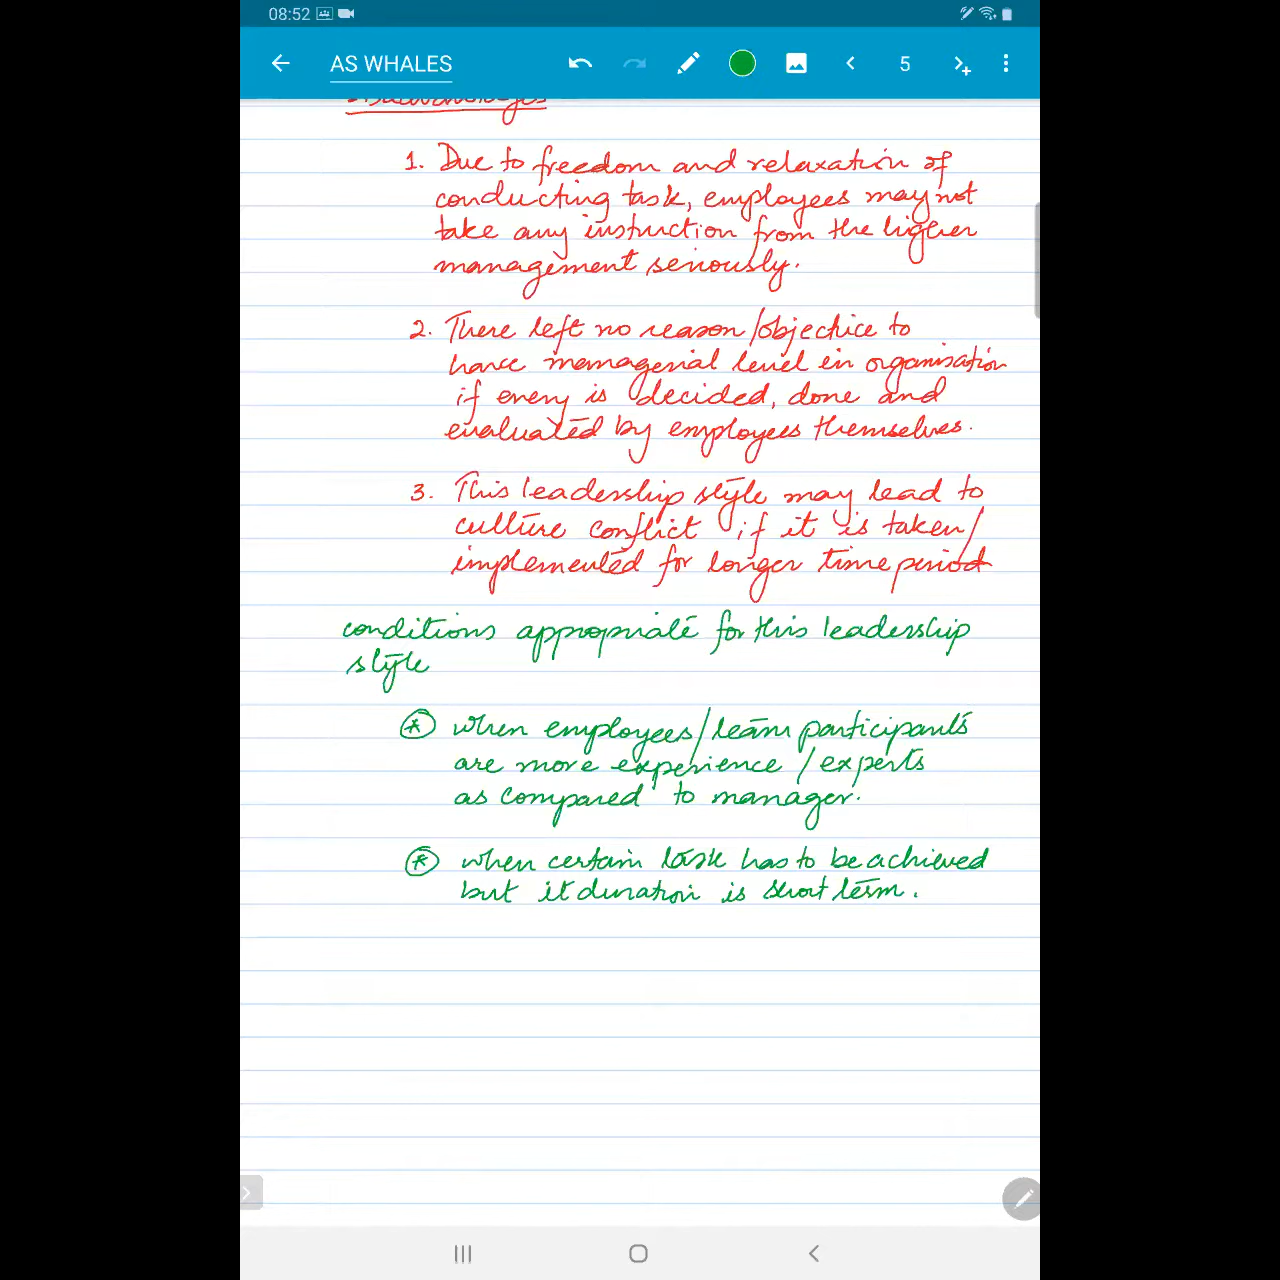 08:52
AS WHALES
5
Disadvantages
1. Due to freedom and relaxation of
conducting task, employees may not
take any instruction from the higher
management seriously.
2. There left no reason/objective to
have managerial level in organisation
if every is decided, done and
evaluated by employees themselves.
3. This leadership style may lead to
culture conflict if it is taken/
implemented for longer time period
conditions appropriate for this leadership
style
* when employees/team participants
are more experience/experts
as compared to manager.
* when certain task has to be achieved
but it duration is short term.